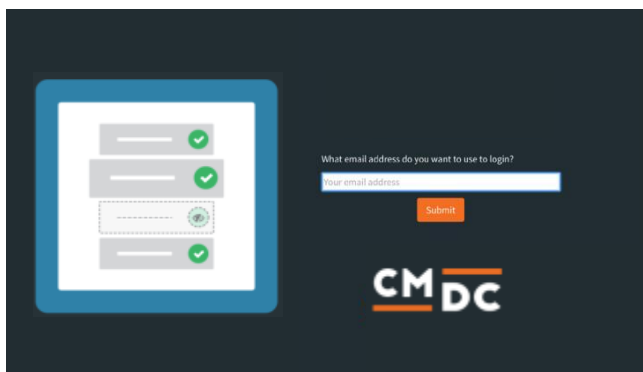 What email address do you want to use to login?
Your email address
Submit
CM
DC